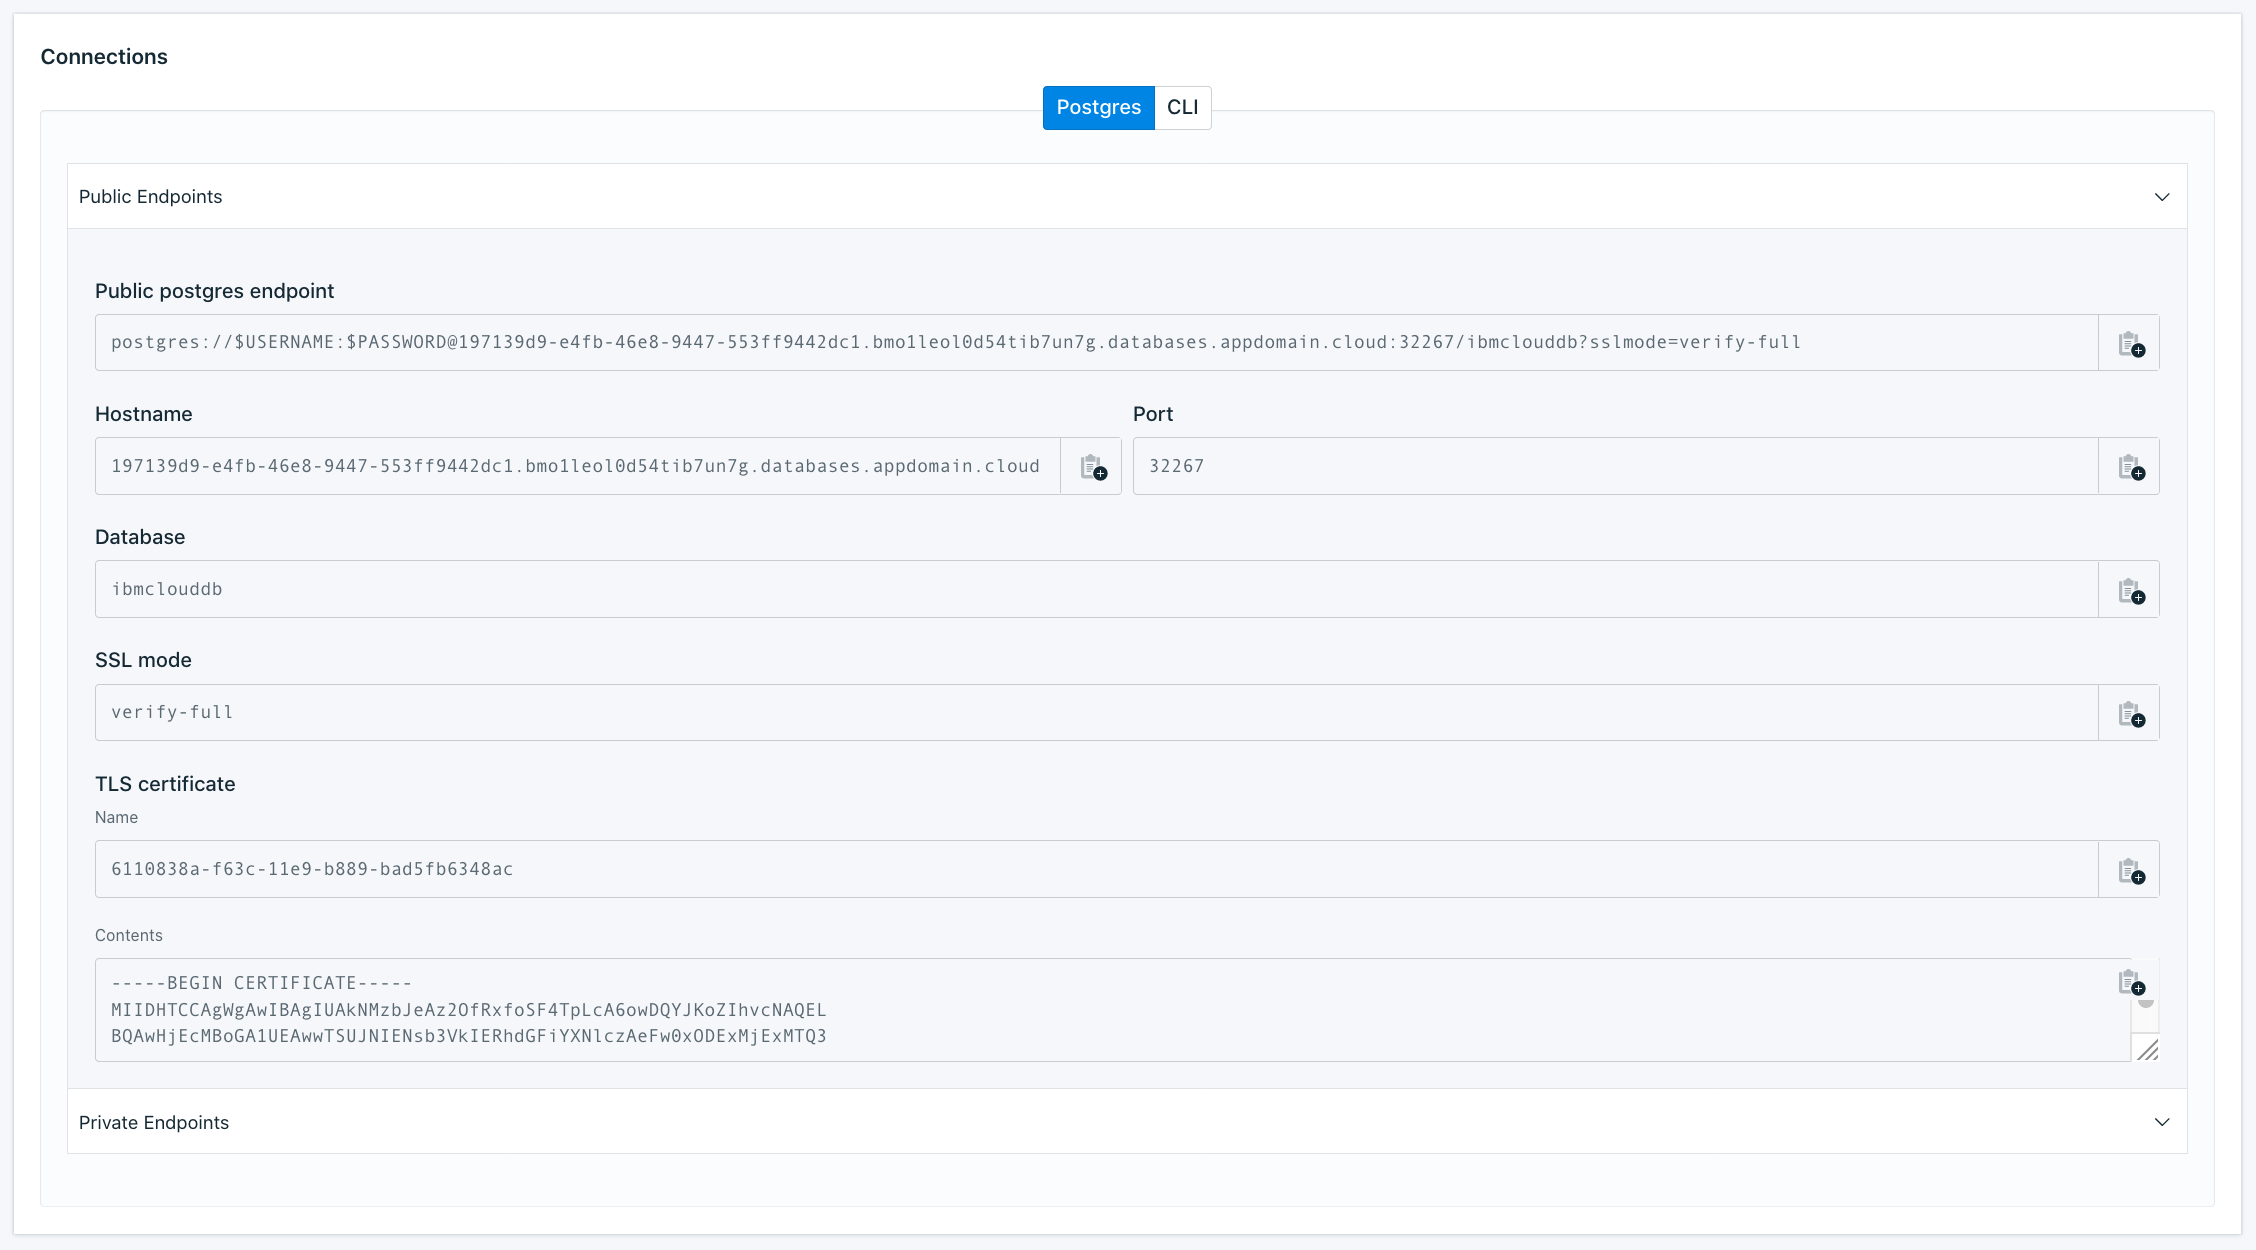 Connections
Postgres CLI
Public Endpoints
Public postgres endpoint
postgres://$USERNAME:$PASSWORD@197139d9-e4fb-46e8-9447-553ff9442dc1.bmo1leol0d54tib7un7g.databases.appdomain.cloud:32267/ibmclouddb?sslmode=verify-full
Hostname Port
197139d9-e4fb-46e8-9447-553ff9442dc1.bmo1leol0d54tib7un7g.databases.appdomain.cloud 32267
Database
ibmclouddb
SSL mode
verify-full
TLS certificate
Name
6110838a-f63c-11e9-b889-bad5fb6348ac
Contents
-----BEGIN CERTIFICATE-----
MIIDHTCCAgWgAwIBAgIUAkNMzbJeAz2OfRxfoSF4TpLcA6owDQYJKoZIhvcNAQEL
BQAwHjEcMBoGA1UEAwwTSUJNIENsb3VkIERhdGFiYXNlczAeFw0xODExMjExMTQ3
Private Endpoints